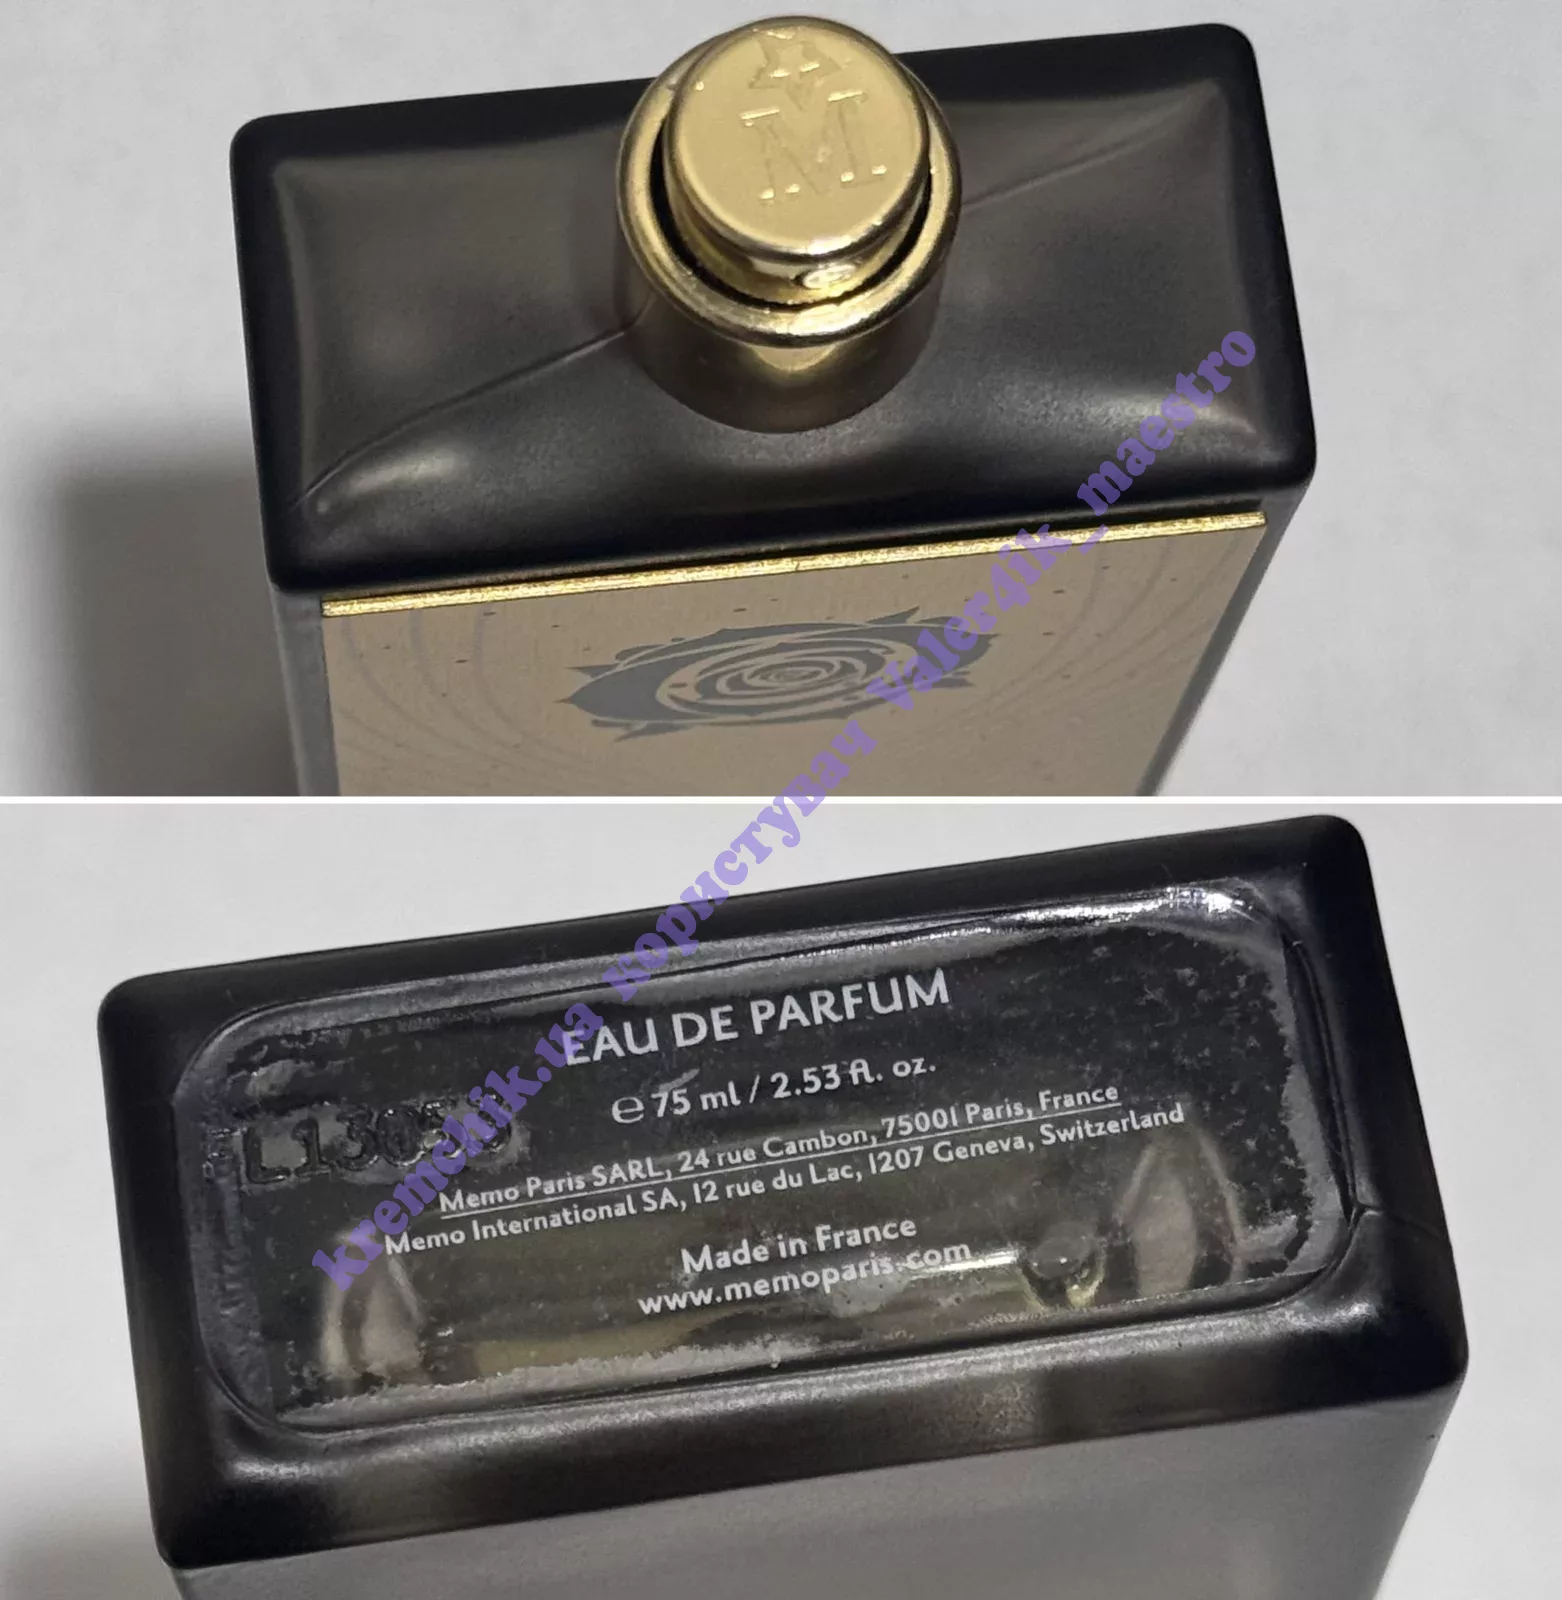 M
kremchik.ua користувач Valer4ik_maestro
EAU DE PARFUM
℮ 75 ml / 2.53 fl. oz.
Memo Paris SARL, 24 rue Cambon, 75001 Paris, France
Memo International SA, 12 rue du Lac, 1207 Geneva, Switzerland
Made in France
www.memoparis.com